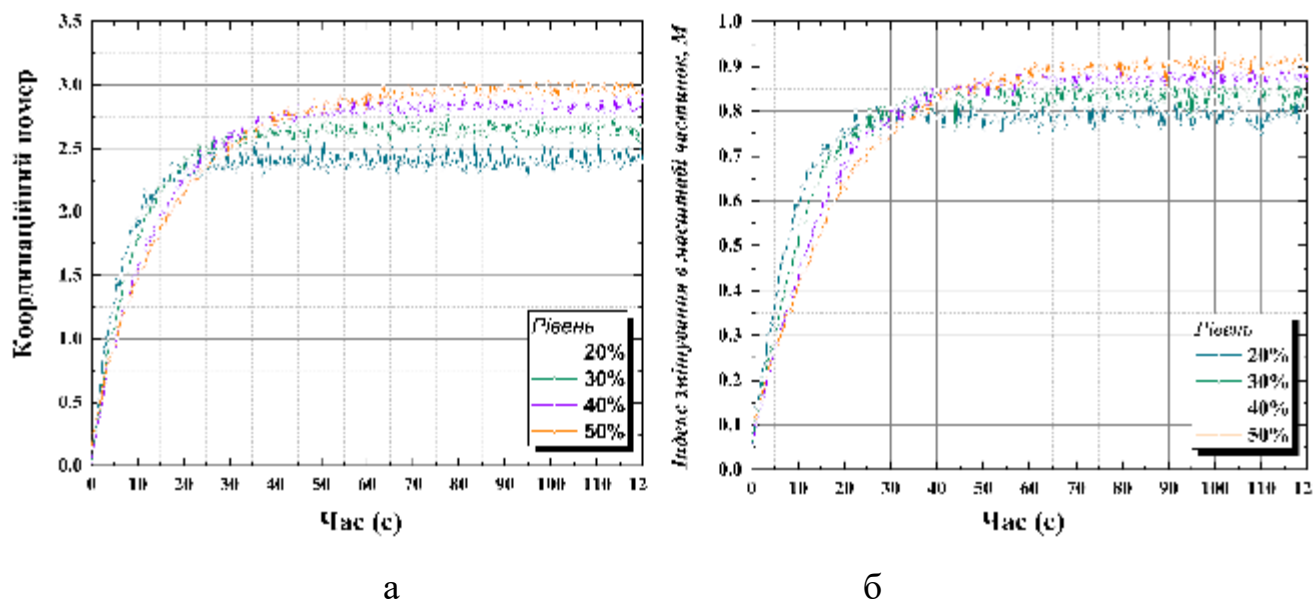 3.5
3.0
2.5
2.0
1.5
1.0
0.5
0.0
Координаційний номер
0 10 20 30 40 50 60 70 80 90 100 110 12
Час (с)
Рівень
20%
30%
40%
50%
а
1.0
0.9
0.8
0.7
0.6
0.5
0.4
0.3
0.2
0.1
0.0
Індекс змішування в масштабі частинок, M
0 10 20 30 40 50 60 70 80 90 100 110 12
Час (с)
Рівень
20%
30%
40%
50%
б